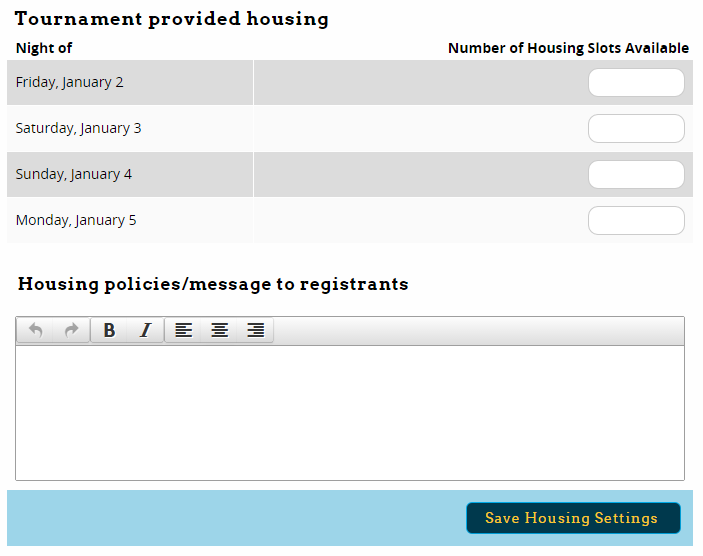 Tournament provided housing
Night of Number of Housing Slots Available
Friday, January 2
Saturday, January 3
Sunday, January 4
Monday, January 5
Housing policies/message to registrants
B I
Save Housing Settings